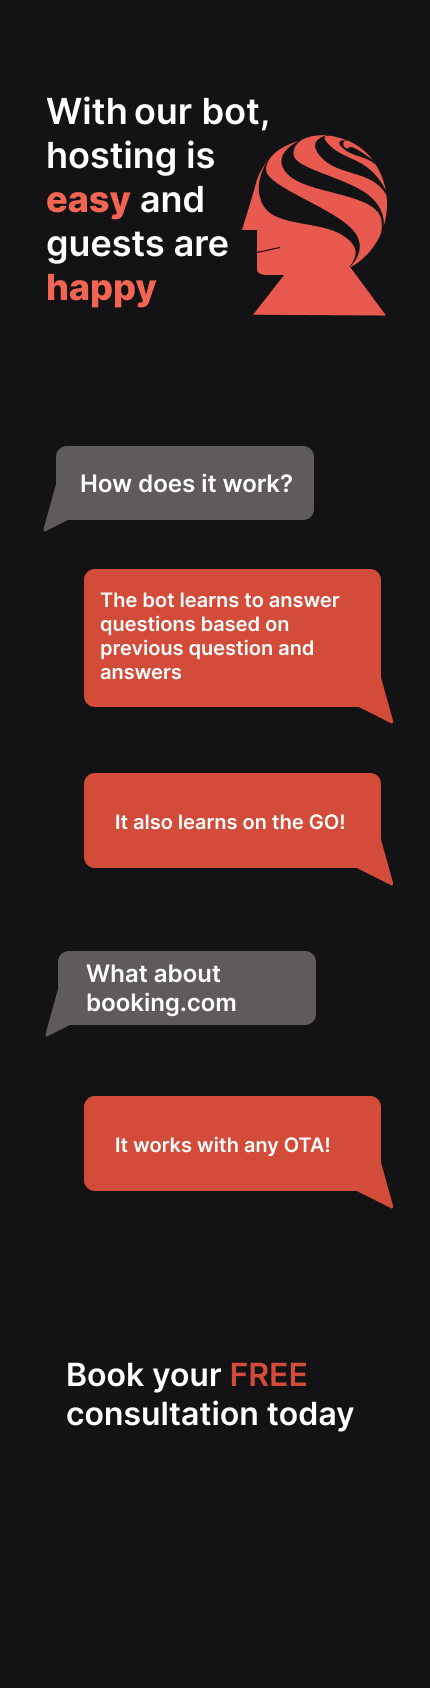 With our bot,
hosting is
easy and
guests are
happy
How does it work?
The bot learns to answer
questions based on
previous question and
answers
It also learns on the GO!
What about
booking.com
It works with any OTA!
Book your FREE
consultation today